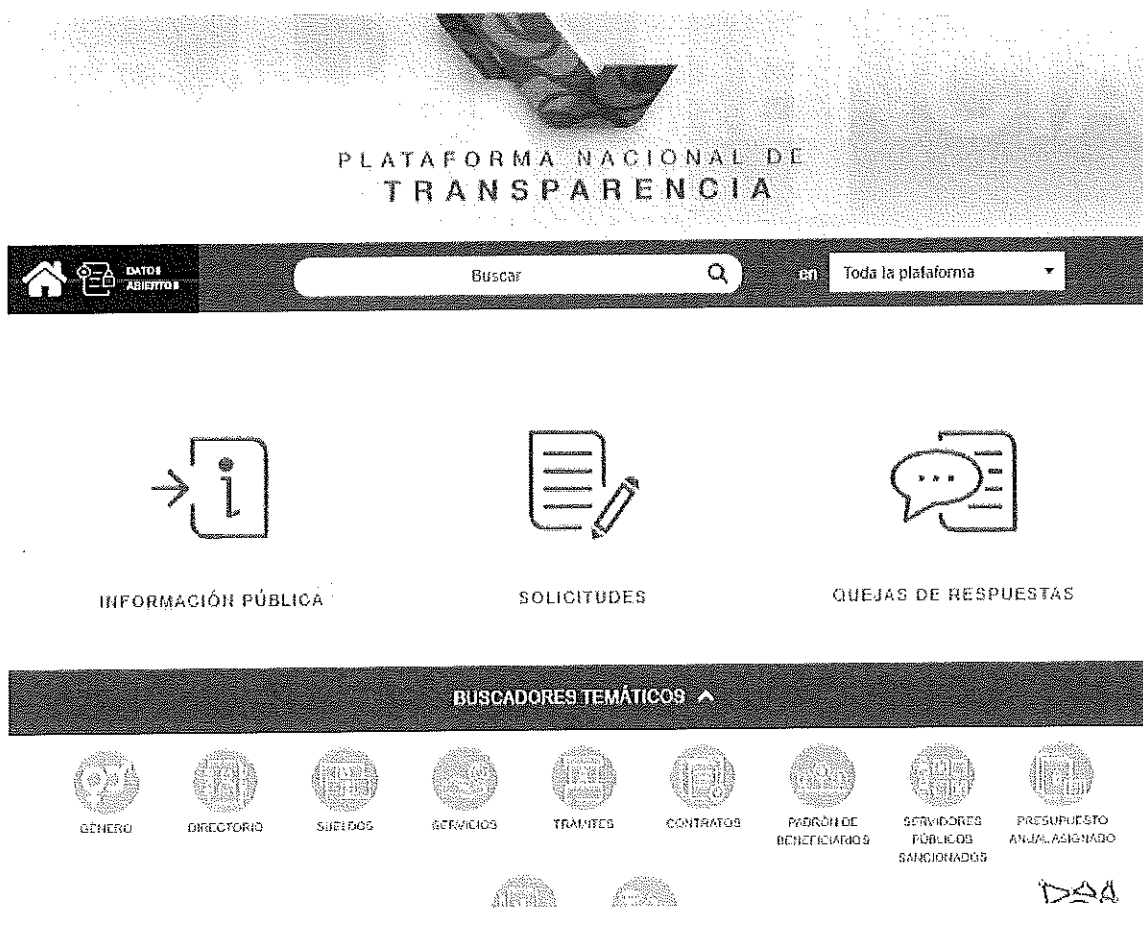 PLATAFORMA NACIONAL DE
TRANSPARENCIA
DATOS
ABIERTOS
Buscar
en
Toda la plataforma
INFORMACIÓN PÚBLICA
SOLICITUDES
QUEJAS DE RESPUESTAS
BUSCADORES TEMÁTICOS
GÉNERO
DIRECTORIO
SUELDOS
SERVICIOS
TRÁMITES
CONTRATOS
PADRÓN DE
BENEFICIARIOS
SERVIDORES
PÚBLICOS
SANCIONADOS
PRESUPUESTO
ANUAL ASIGNADO